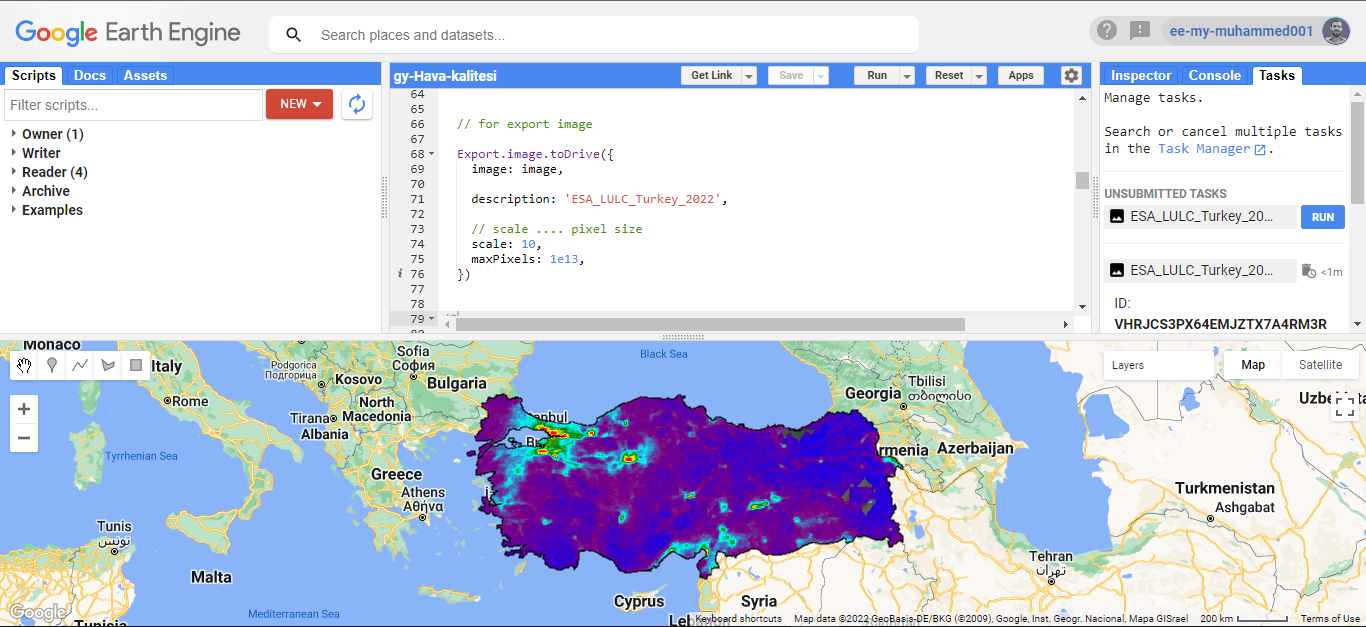 Google Earth Engine
Search places and datasets...
ee-my-muhammed001
Scripts Docs Assets
Filter scripts...
NEW
Owner (1)
Writer
Reader (4)
Archive
Examples
gy-Hava-kalitesi
Get Link Save Run Reset Apps
64
65
66 // for export image
67
68 Export.image.toDrive({
69 image: image,
70
71 description: 'ESA_LULC_Turkey_2022',
72
73 // scale .... pixel size
74 scale: 10,
75 maxPixels: 1e13,
i 76 })
77
78
79
Inspector Console Tasks
Manage tasks.
Search or cancel multiple tasks
in the Task Manager.
UNSUBMITTED TASKS
ESA_LULC_Turkey_20... RUN
ESA_LULC_Turkey_20... <1m
ID:
VHRJCS3PX64EMJZTX7A4RM3R
Monaco
Italy
Rome
Tyrrhenian Sea
Tunis
تونس
Malta
Tunisia
Podgorica
Подгорица
Kosovo
Sofia
София
Bulgaria
North
Macedonia
Tirana
Albania
Greece
Athens
Αθήνα
Black Sea
Mediterranean Sea
Cyprus
Syria
Georgia
Tbilisi
თბილისი
Azerbaijan
Turkmenistan
Ashgabat
Tehran
تهران
Layers
Map Satellite
Google
Keyboard shortcuts Map data ©2022 GeoBasis-DE/BKG (©2009), Google, Inst. Geogr. Nacional, Mapa GISrael 200 km Terms of Use